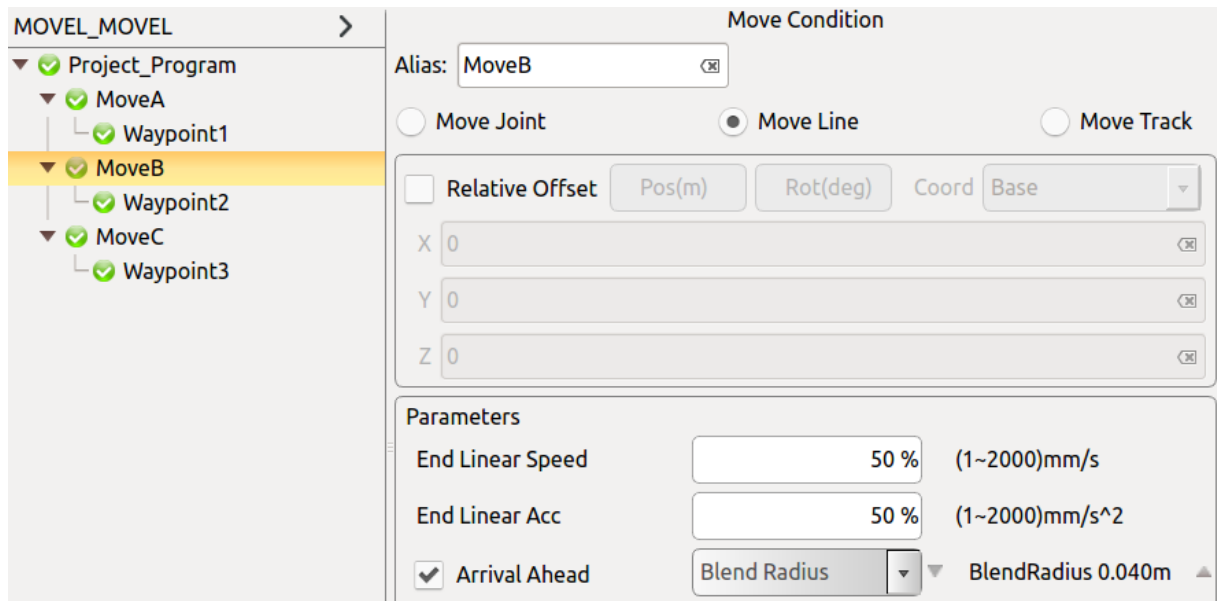 MOVEL_MOVEL
Project_Program
MoveA
Waypoint1
MoveB
Waypoint2
MoveC
Waypoint3
Move Condition
Alias: MoveB
Move Joint Move Line Move Track
Relative Offset Pos(m) Rot(deg) Coord Base
X 0
Y 0
Z 0
Parameters
End Linear Speed 50 % (1~2000)mm/s
End Linear Acc 50 % (1~2000)mm/s^2
Arrival Ahead Blend Radius BlendRadius 0.040m